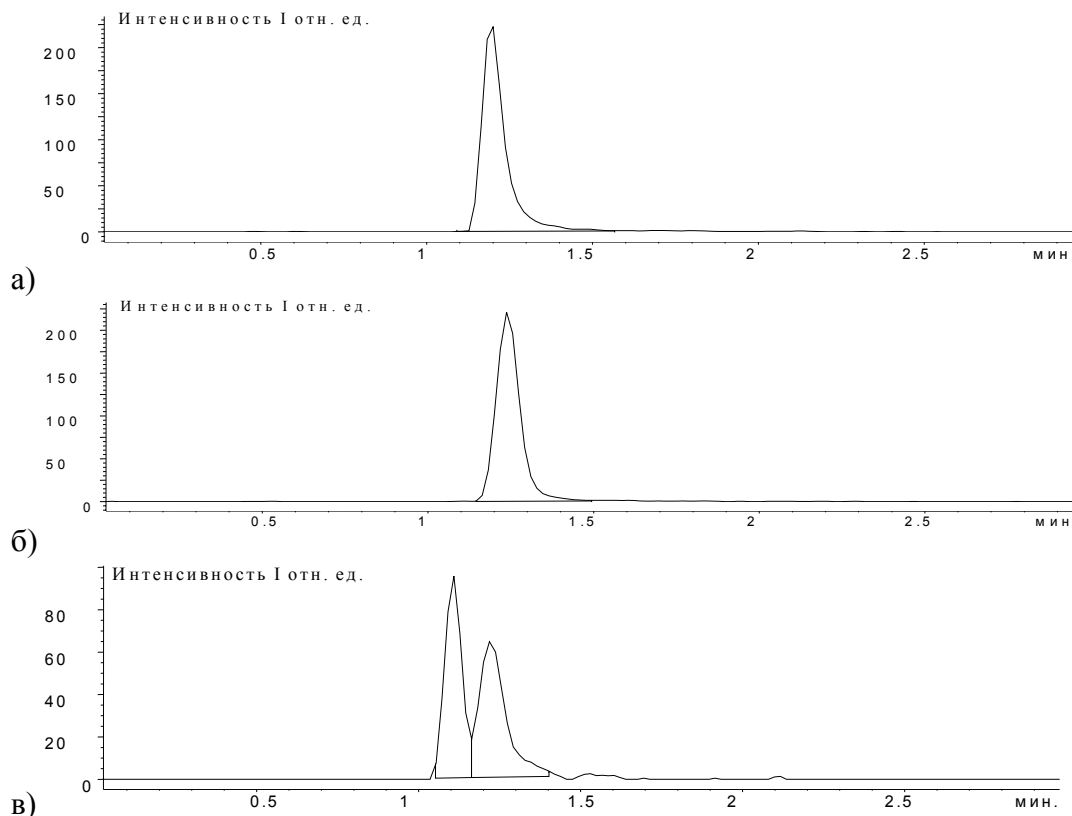 Интенсивность I отн. ед.
200
150
100
50
0
0.5 1 1.5 2 2.5 мин
а)
Интенсивность I отн. ед.
200
150
100
50
0
0.5 1 1.5 2 2.5 мин
б)
Интенсивность I отн. ед.
80
60
40
20
0
0.5 1 1.5 2 2.5 мин.
в)